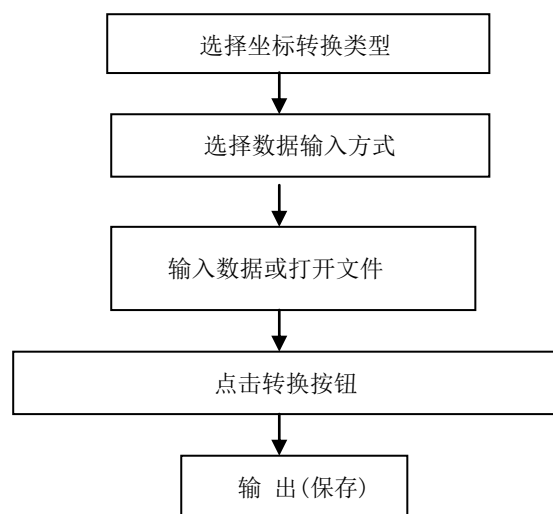 选择坐标转换类型
选择数据输入方式
输入数据或打开文件
点击转换按钮
输 出(保存)